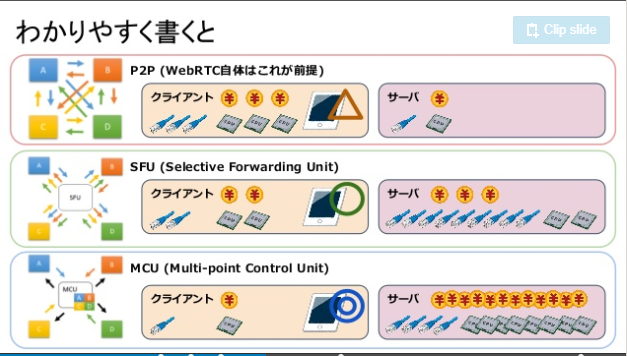 わかりやすく書くと
Clip slide
P2P (WebRTC自体はこれが前提)
A
B
C
D
クライアント ¥ ¥ ¥
CPU CPU CPU
サーバ ¥
CPU
SFU (Selective Forwarding Unit)
A
B
SFU
C
D
クライアント ¥ ¥
CPU CPU
サーバ ¥ ¥ ¥
CPU CPU
MCU (Multi-point Control Unit)
A
B
MCU
A B
C D
C
D
クライアント ¥
CPU
サーバ ¥ ¥ ¥ ¥ ¥ ¥ ¥ ¥ ¥ ¥ ¥ ¥
CPU CPU CPU CPU CPU CPU CPU